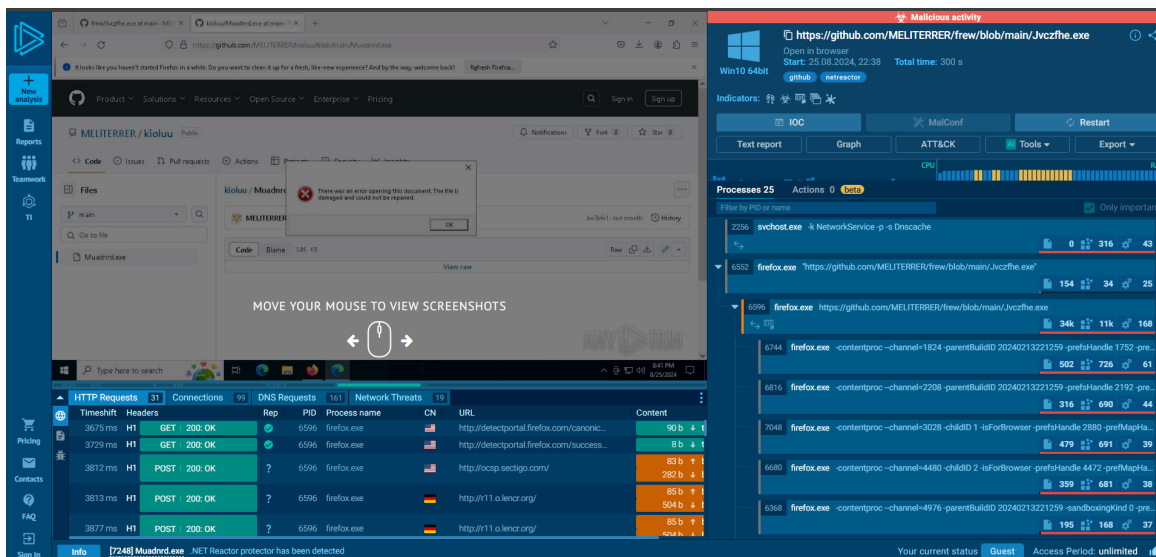 New analysis
Reports
Teamwork
TI
Pricing
Contacts
FAQ
Sign In
frew/Jvczfhe.exe at main · MELI
kioluu/Muadnrd.exe at main ·
https://github.com/MELITERRER/kioluu/blob/main/Muadnrd.exe
It looks like you haven't started Firefox in a while. Do you want to clean it up for a fresh, like-new experience? And by the way, welcome back!
Refresh Firefox...
Product
Solutions
Resources
Open Source
Enterprise
Pricing
Sign in
Sign up
MELITERRER / kioluu
Public
Notifications
Fork 0
Star 0
Code
Issues
Pull requests
Actions
Files
main
Go to file
Muadnrd.exe
kioluu / Muadnrd
MELITERRER
last month
History
Code
Blame
Raw
View raw
There was an error opening this document. The file is
damaged and could not be repaired.
OK
MOVE YOUR MOUSE TO VIEW SCREENSHOTS
ANY RUN
Type here to search
8:41 PM
8/25/2024
HTTP Requests 31
Connections 99
DNS Requests 161
Network Threats 19
Timeshift Headers Rep PID Process name CN URL Content
3675 ms H1 GET 200: OK 6596 firefox.exe http://detectportal.firefox.com/canonic... 90 b
3729 ms H1 GET 200: OK 6596 firefox.exe http://detectportal.firefox.com/success... 8 b
3812 ms H1 POST 200: OK ? 6596 firefox.exe http://ocsp.sectigo.com/ 83 b
282 b
3813 ms H1 POST 200: OK ? 6596 firefox.exe http://r11.o.lencr.org/ 85 b
504 b
3877 ms H1 POST 200: OK ? 6596 firefox.exe http://r11.o.lencr.org/ 85 b
504 b
Info
[7248] Muadnrd.exe .NET Reactor protector has been detected
Malicious activity
Win10 64bit
https://github.com/MELITERRER/frew/blob/main/Jvczfhe.exe
Open in browser
Start: 25.08.2024, 22:38 Total time: 300 s
github
netreactor
Indicators:
IOC
MalConf
Restart
Text report
Graph
ATT&CK
AI Tools
Export
CPU
Processes 25
Actions 0 beta
Filter by PID or name
Only importan
2256 svchost.exe -k NetworkService -p -s Dnscache
0 316 43
6552 firefox.exe "https://github.com/MELITERRER/frew/blob/main/Jvczfhe.exe"
154 34 25
6596 firefox.exe https://github.com/MELITERRER/frew/blob/main/Jvczfhe.exe
34k 11k 168
6744 firefox.exe -contentproc --channel=1824 -parentBuildID 20240213221259 -prefsHandle 1752 -pre...
502 726 61
6816 firefox.exe -contentproc --channel=2208 -parentBuildID 20240213221259 -prefsHandle 2192 -pre...
316 690 44
7048 firefox.exe -contentproc --channel=3028 -childID 1 -isForBrowser -prefsHandle 2880 -prefMapHa...
479 691 39
6680 firefox.exe -contentproc --channel=4480 -childID 2 -isForBrowser -prefsHandle 4472 -prefMapHa...
359 681 38
6368 firefox.exe -contentproc --channel=4976 -parentBuildID 20240213221259 -sandboxingKind 0 -pre...
195 168 37
Your current status Guest Access Period: unlimited